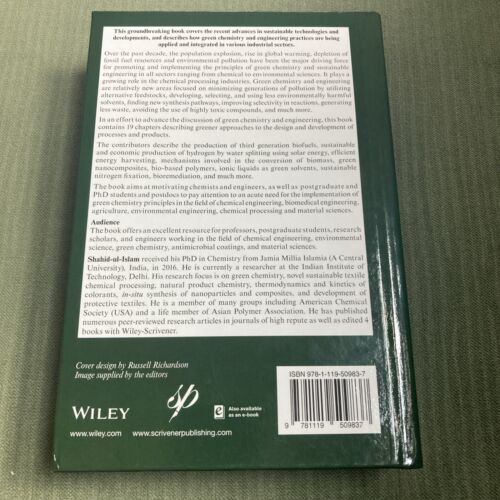 This groundbreaking book covers the recent advances in sustainable technologies and
developments, and describes how green chemistry and engineering practices are being
applied and integrated in various industrial sectors.
Over the past decade, the population explosion, rise in global warming, depletion of
fossil fuel resources and environmental pollution have been the major driving force
for promoting and implementing the principles of green chemistry and sustainable
engineering in all sectors ranging from chemical to environmental sciences. It plays a
growing role in the chemical processing industries. Green chemistry and engineering
are relatively new areas focused on minimizing generations of pollution by utilizing
alternative feedstocks, developing, selecting, and using less environmentally harmful
solvents, finding new synthesis pathways, improving selectivity in reactions, generating
less waste, avoiding the use of highly toxic compounds, and much more.
In an effort to advance the discussion of green chemistry and engineering, this book
contains 19 chapters describing greener approaches to the design and development of
processes and products.
The contributors describe the production of third generation biofuels, sustainable
and economic production of hydrogen by water splitting using solar energy, efficient
energy harvesting, mechanisms involved in the conversion of biomass, green
nanocomposites, bio-based polymers, ionic liquids as green solvents, sustainable
nitrogen fixation, bioremediation, and much more.
The book aims at motivating chemists and engineers, as well as postgraduate and
PhD students and postdocs to pay attention to an acute need for the implementation of
green chemistry principles in the field of chemical engineering, biomedical engineering,
agriculture, environmental engineering, chemical processing and material sciences.
Audience
The book offers an excellent resource for professors, postgraduate students, research
scholars, and engineers working in the field of chemical engineering, environmental
science, green chemistry, antimicrobial coatings, and material sciences.
Shahid-ul-Islam received his PhD in Chemistry from Jamia Millia Islamia (A Central
University), India, in 2016. He is currently a researcher at the Indian Institute of
Technology, Delhi. His research focus is on green chemistry, novel sustainable textile
chemical processing, natural product chemistry, thermodynamics and kinetics of
colorants, in-situ synthesis of nanoparticles and composites, and development of
protective textiles. He is a member of many groups including American Chemical
Society (USA) and a life member of Asian Polymer Association. He has published
numerous peer-reviewed research articles in journals of high repute as well as edited 4
books with Wiley-Scrivener.
Cover design by Russell Richardson
Image supplied by the editors
ISBN 978-1-119-50983-7
sp
e
Also available
as an e-book
WILEY
www.wiley.com
www.scrivenerpublishing.com
9 781119 509837